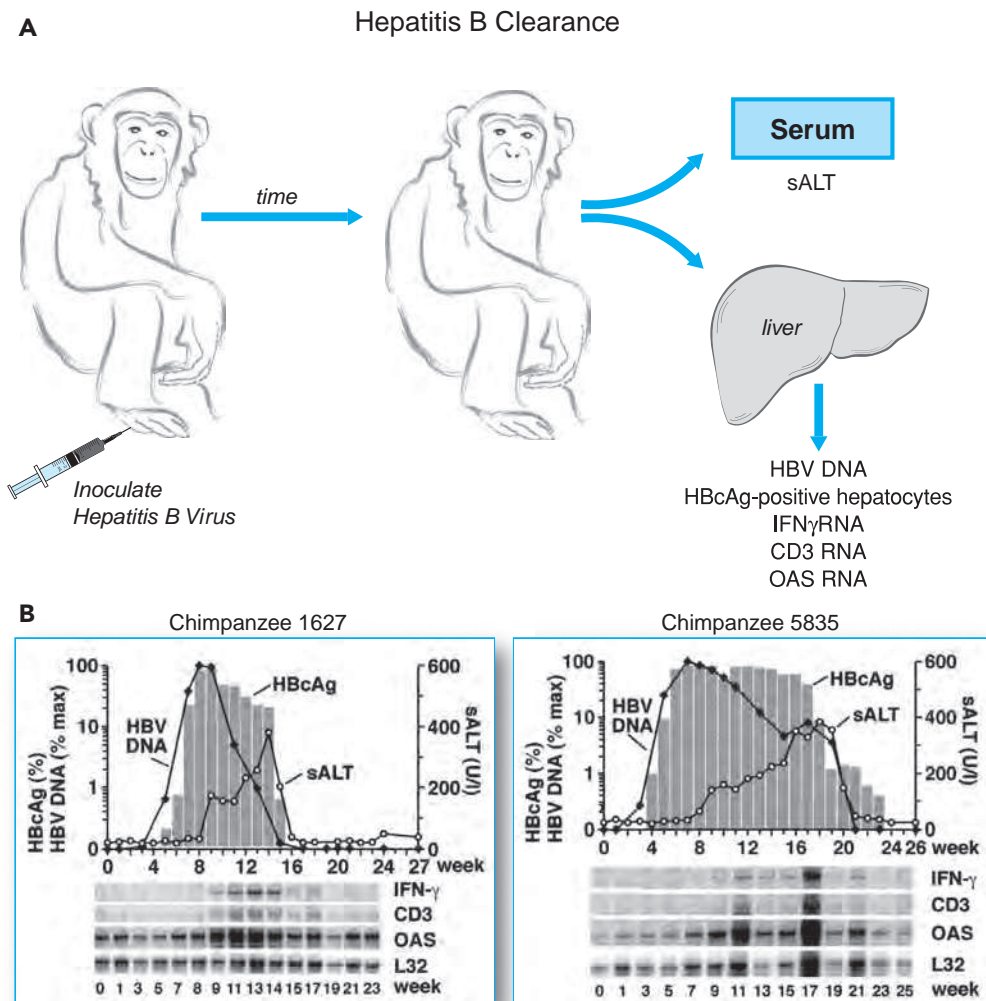 A
Hepatitis B Clearance
Serum
sALT
time
liver
Inoculate
Hepatitis B Virus
HBV DNA
HBcAg-positive hepatocytes
IFNγRNA
CD3 RNA
OAS RNA
B
Chimpanzee 1627
HBcAg (%)
HBV DNA (% max)
100
10
1
0
HBV
DNA
HBcAg
sALT
600
400
200
0
sALT (U/l)
0 4 8 12 16 20 24 27 week
IFN-γ
CD3
OAS
L32
0 1 3 5 7 8 9 11 13 14 15 17 19 21 23
Chimpanzee 5835
HBcAg (%)
HBV DNA (% max)
100
10
1
0
HBV
DNA
HBcAg
sALT
600
400
200
0
sALT (U/l)
0 4 8 12 16 20 24 26
week
IFN-γ
CD3
OAS
L32
0 1 3 5 7 9 11 13 15 17 19 21 23 25 week